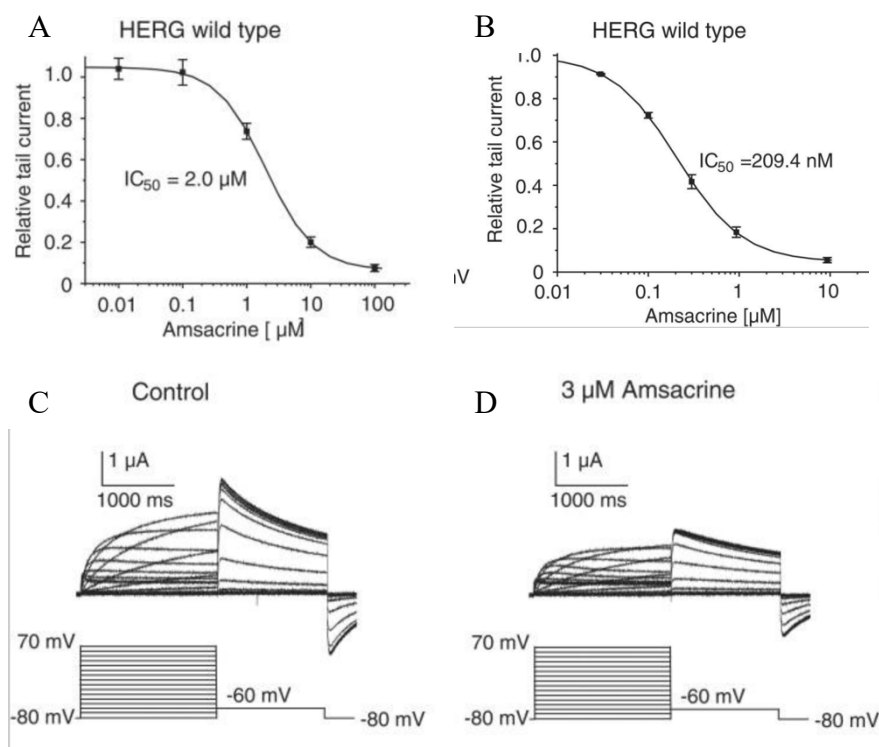 A
HERG wild type
Relative tail current
1.0
0.8
0.6
0.4
0.2
0
IC50 = 2.0 µM
0.01 0.1 1 10 100
Amsacrine [ µM]
B
HERG wild type
Relative tail current
1.0
0.8
0.6
0.4
0.2
0
IC50 =209.4 nM
0.01 0.1 1 10
Amsacrine [µM]
C
Control
1 µA
1000 ms
70 mV
-60 mV
-80 mV
-80 mV
D
3 µM Amsacrine
1 µA
1000 ms
70 mV
-60 mV
-80 mV
-80 mV